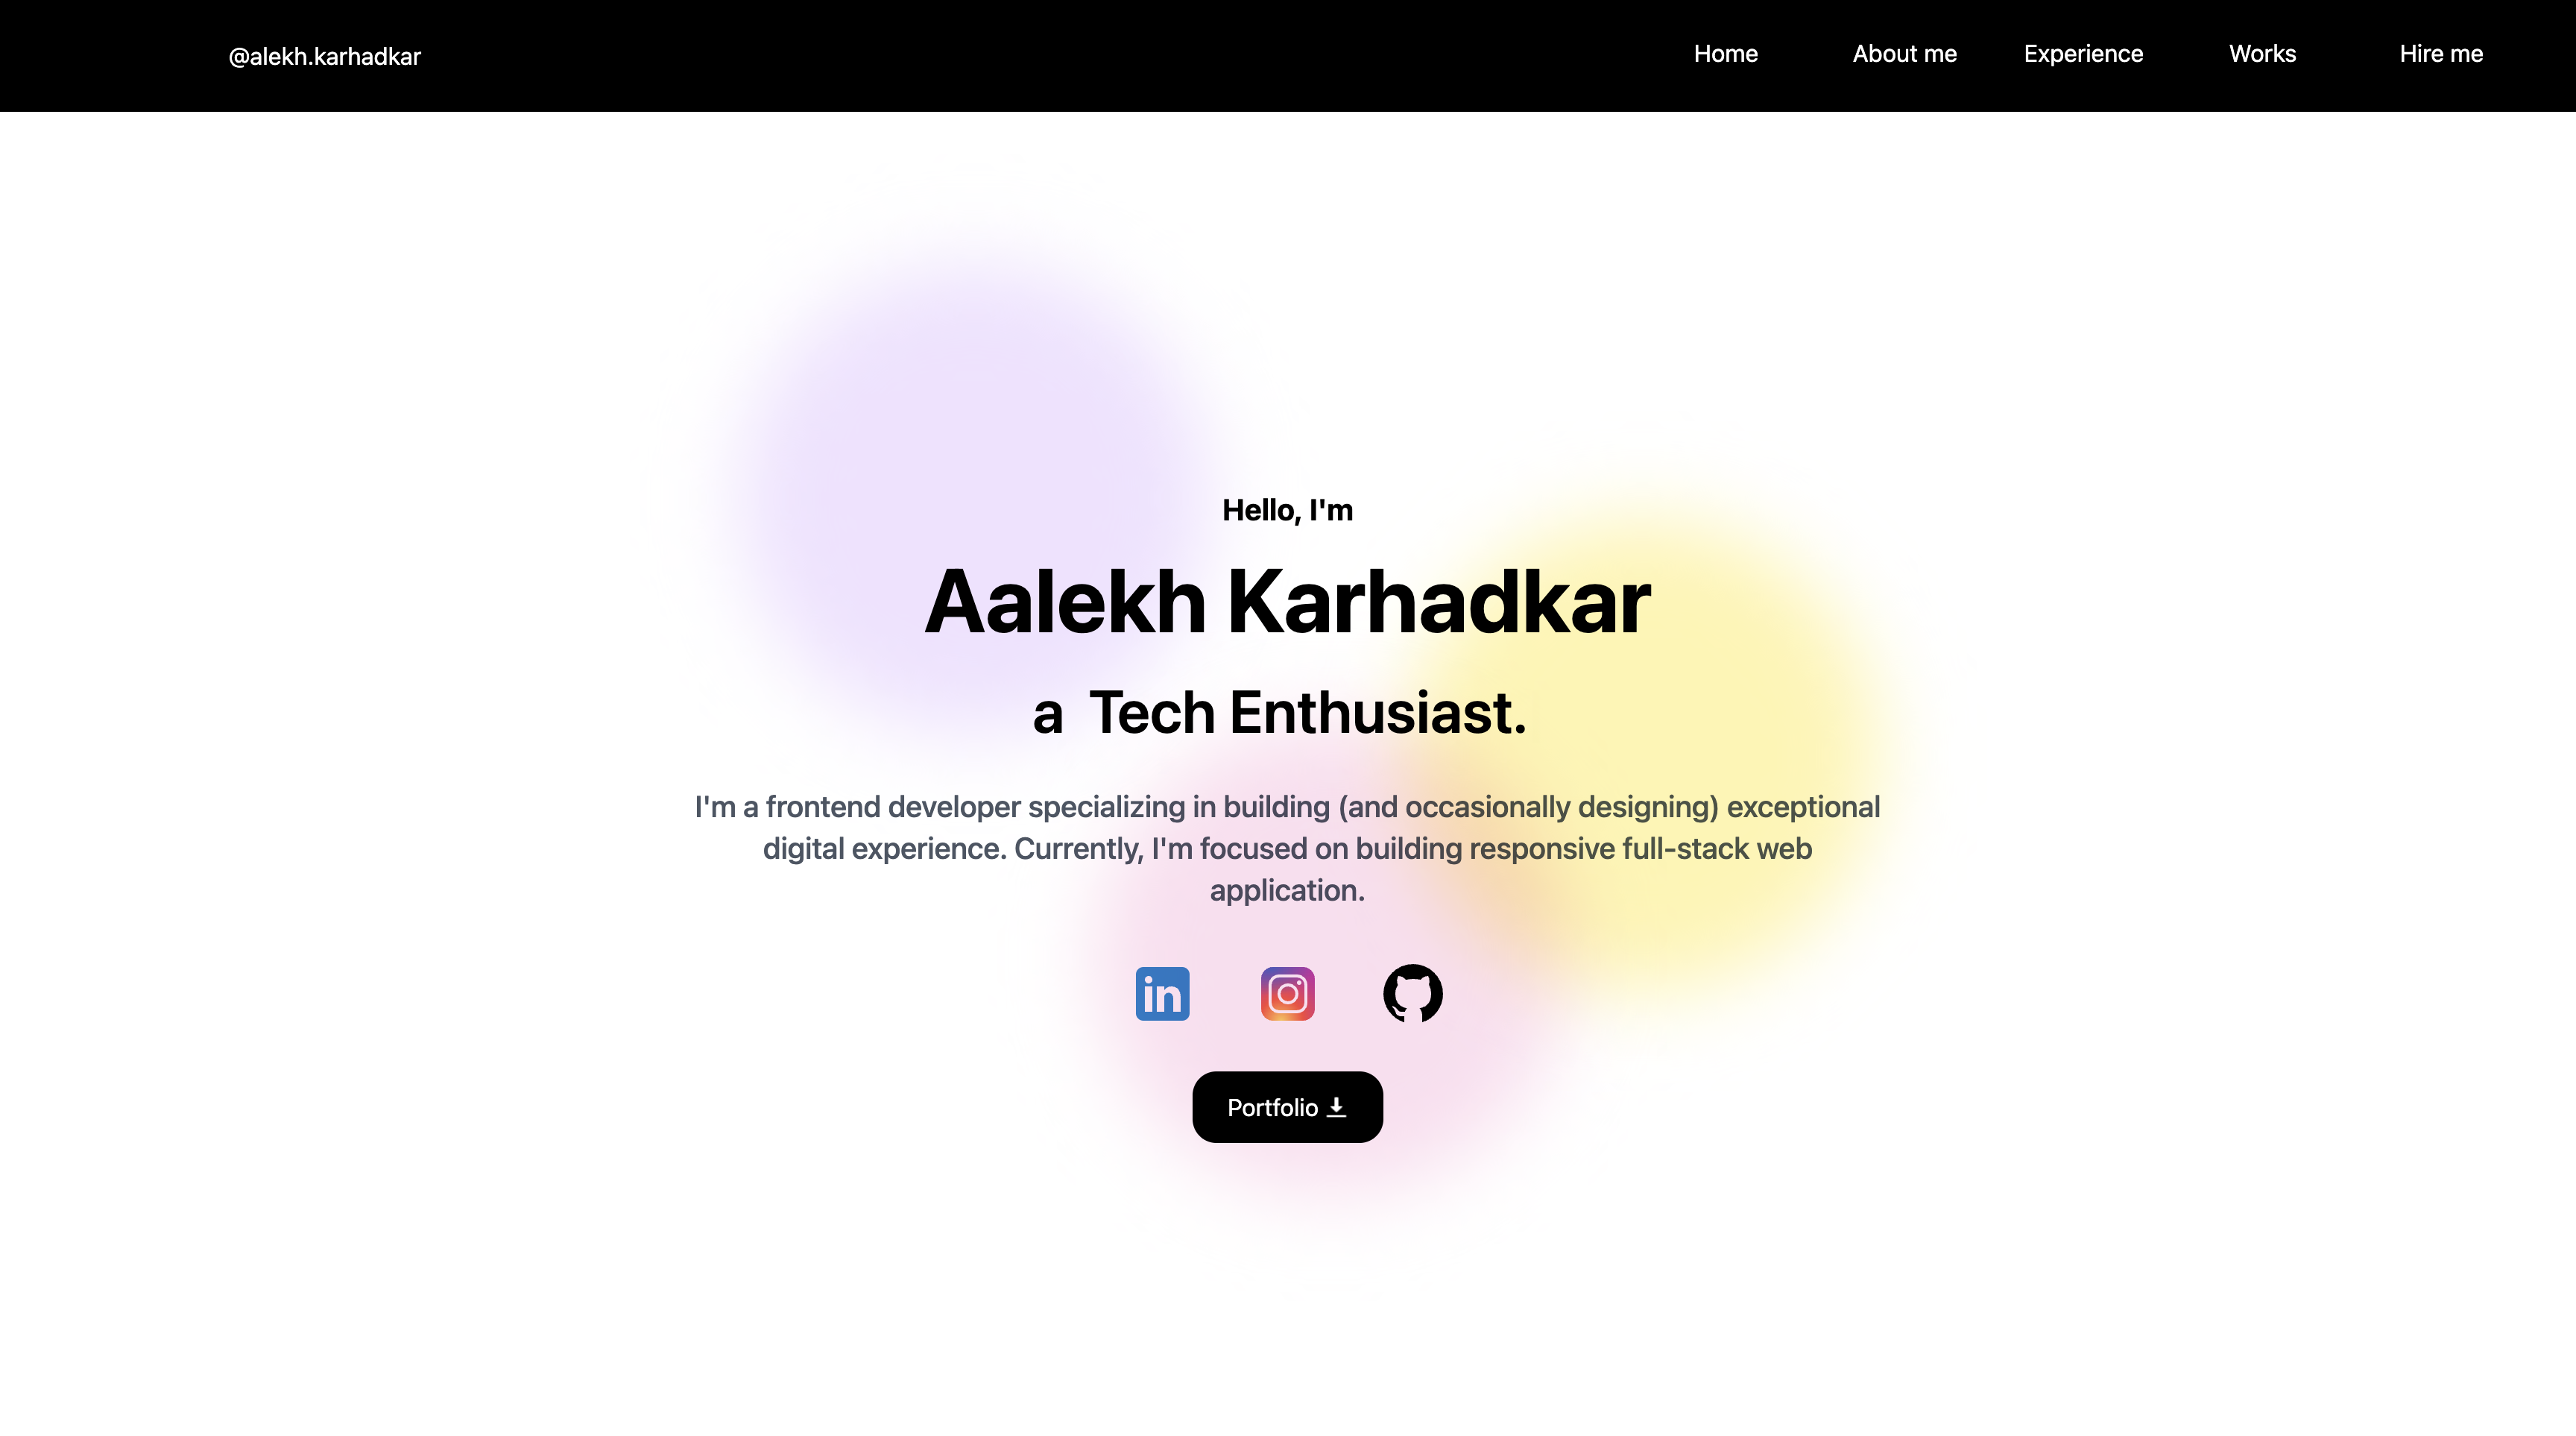 @alekh.karhadkar
Home About me Experience Works Hire me
Hello, I'm
Aalekh Karhadkar
a Tech Enthusiast.
I'm a frontend developer specializing in building (and occasionally designing) exceptional
digital experience. Currently, I'm focused on building responsive full-stack web
application.
in
Portfolio